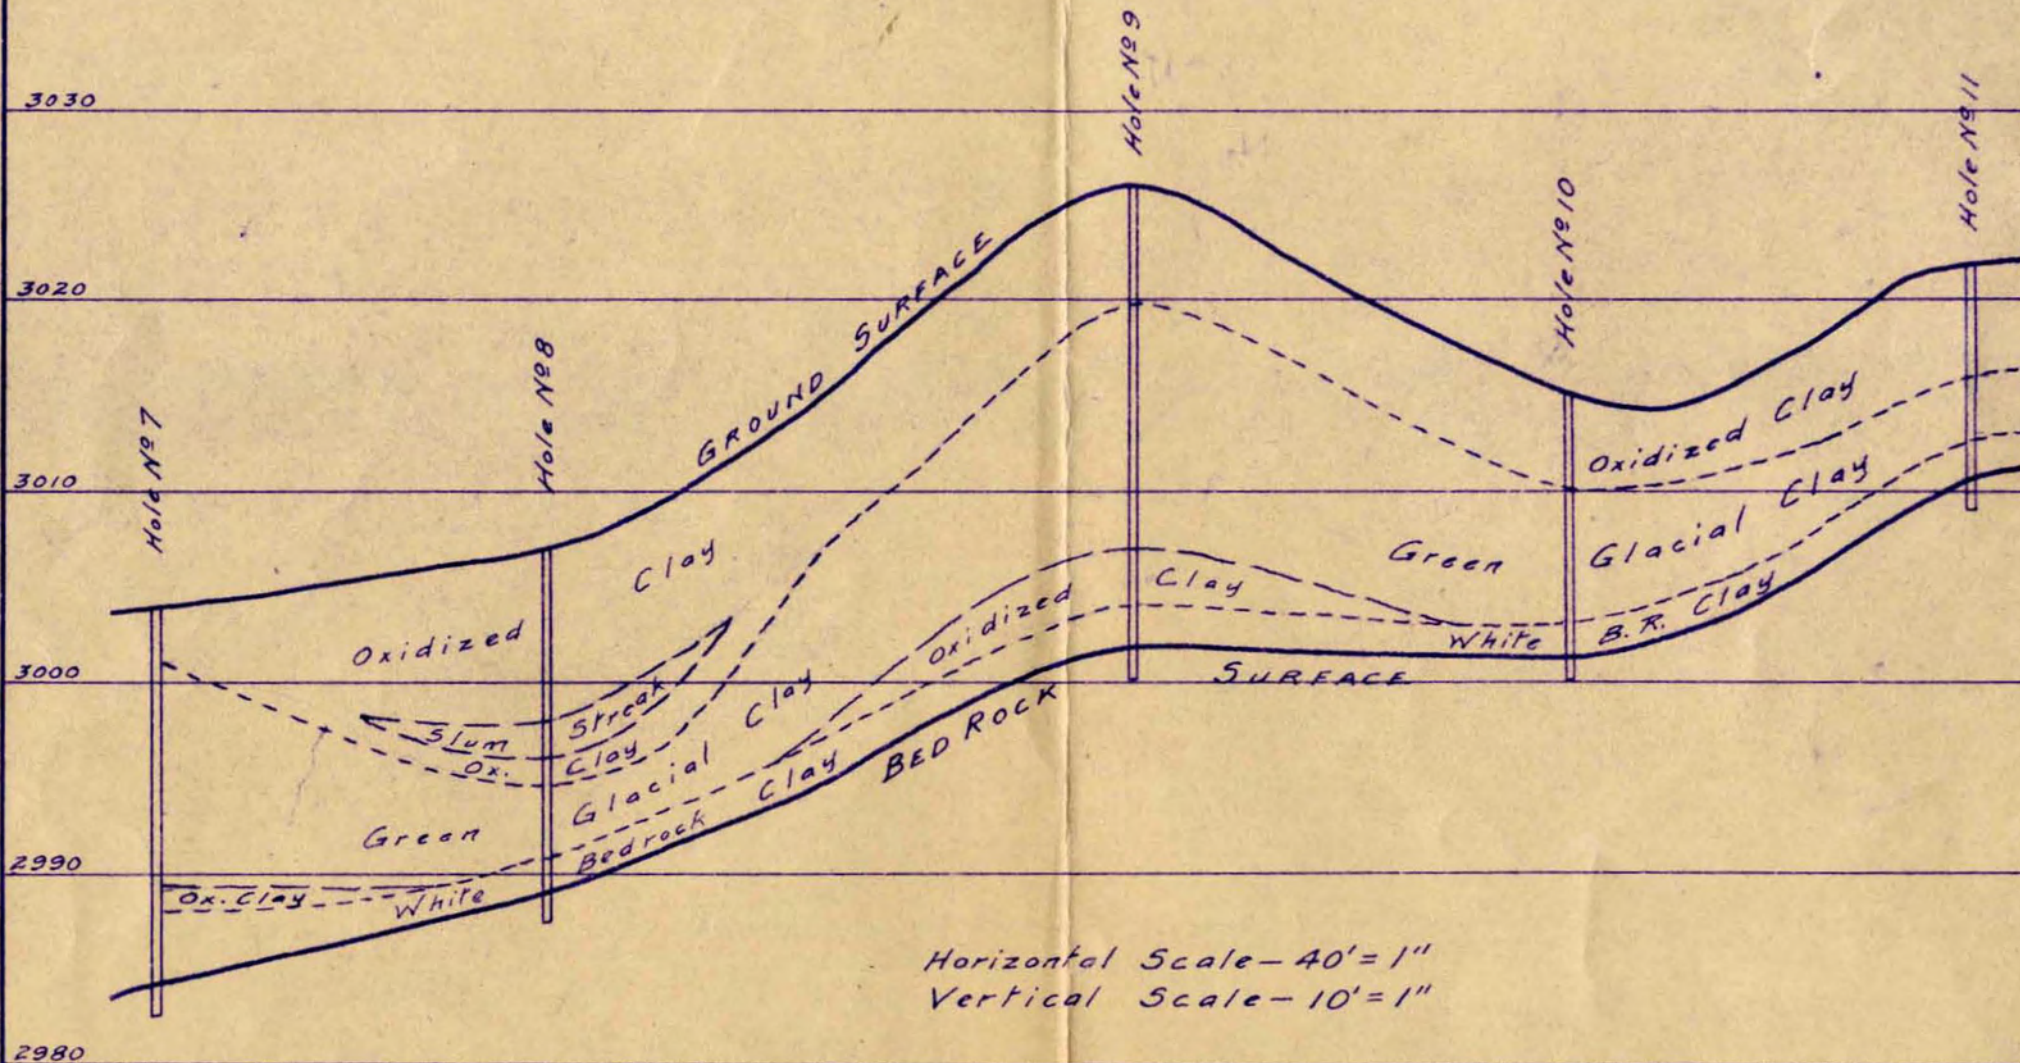 3030
3020
3010
3000
2990
2980
Hole Nº 7
Hole Nº 8
Hole Nº 9
Hole Nº 10
Hole Nº 11
GROUND SURFACE
Oxidized Clay
Slum Streak
Ox. Clay
Green Glacial Clay
Ox. Clay
White Bedrock Clay
Oxidized Clay
BED ROCK SURFACE
Oxidized Clay
Green Glacial Clay
White B. R. Clay
Horizontal Scale - 40' = 1"
Vertical Scale - 10' = 1"